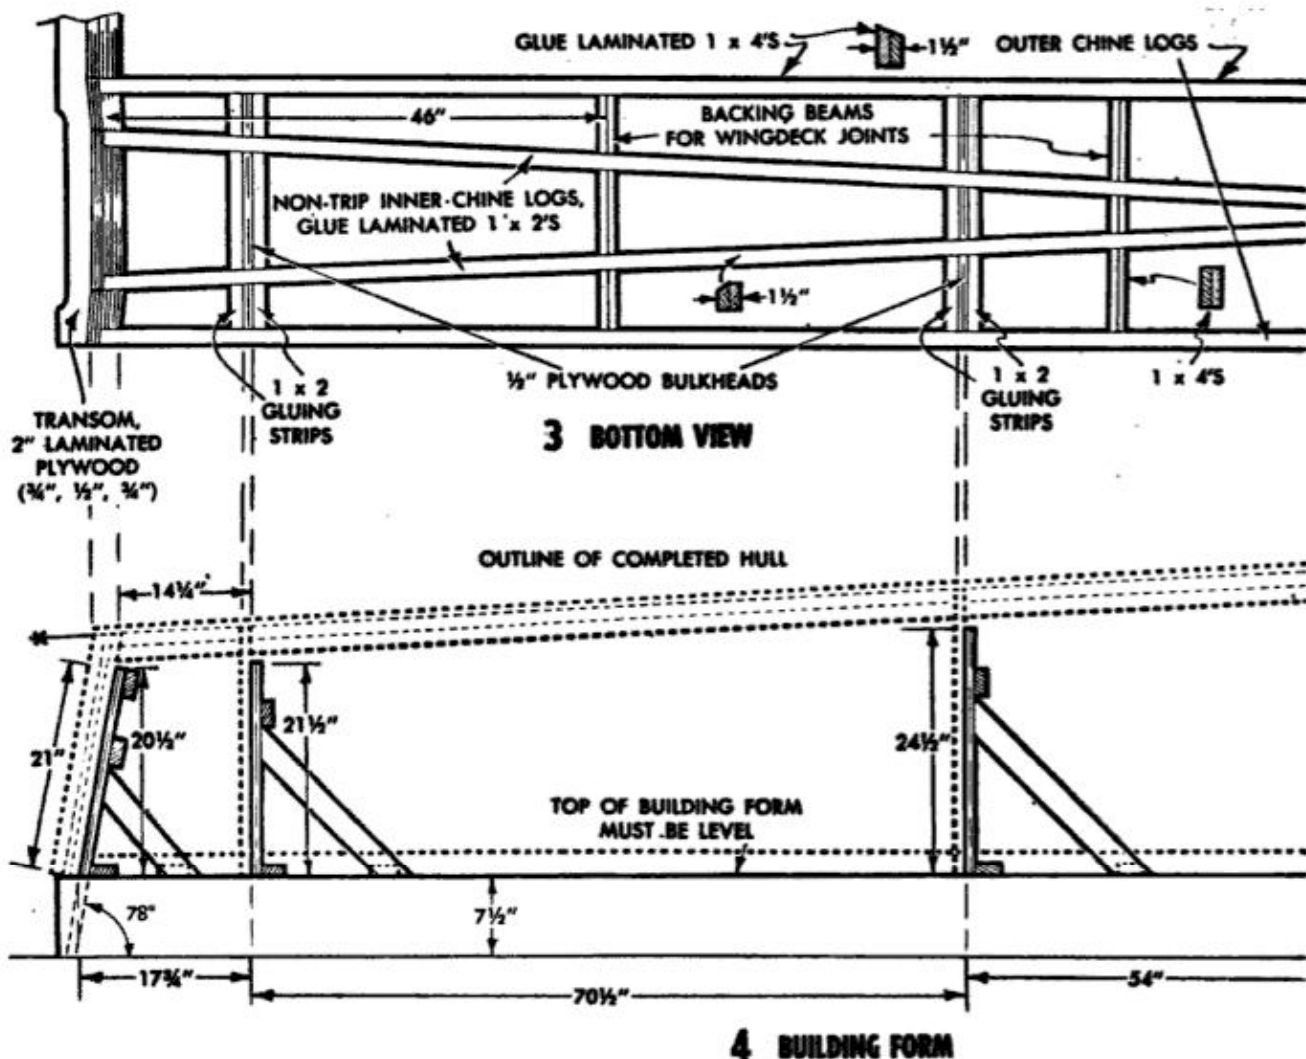 GLUE LAMINATED 1 x 4'S
1½"
OUTER CHINE LOGS
46"
BACKING BEAMS
FOR WINGDECK JOINTS
NON-TRIP INNER-CHINE LOGS,
GLUE LAMINATED 1 x 2'S
1½"
½" PLYWOOD BULKHEADS
1 x 2
GLUING
STRIPS
1 x 2
GLUING
STRIPS
1 x 4'S
TRANSOM,
2" LAMINATED
PLYWOOD
(¾", ½", ¾")
3 BOTTOM VIEW
OUTLINE OF COMPLETED HULL
14¼"
*
21"
20½"
21½"
24½"
TOP OF BUILDING FORM
MUST BE LEVEL
78°
7½"
17¾"
70½"
54"
4 BUILDING FORM